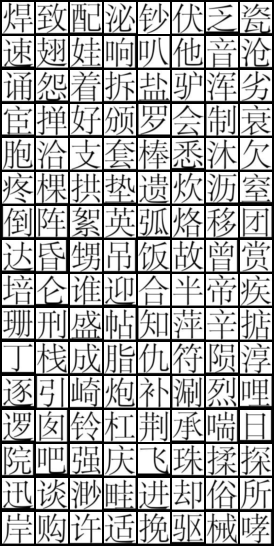 焊致配泌钞伏乏瓷
速翅娃响叭他音沧
诵怨着拆盐驴浑劣
宦掸好颁罗会制衰
胞洽支套棒悉沐欠
疼棵拱垫遗炊沥窒
倒阵絮英弧烙移团
达昏甥吊饭故曾赏
培仑谁迎合半帝疾
珊刑盛帖知萍辛掂
丁栈成脂仇符陨淳
逐引崎炮补涮烈哩
逻囱铃杠荆承喘日
院吧强庆飞珠揉探
迅谈渺畦进却俗所
岸购许适挽驱械哮